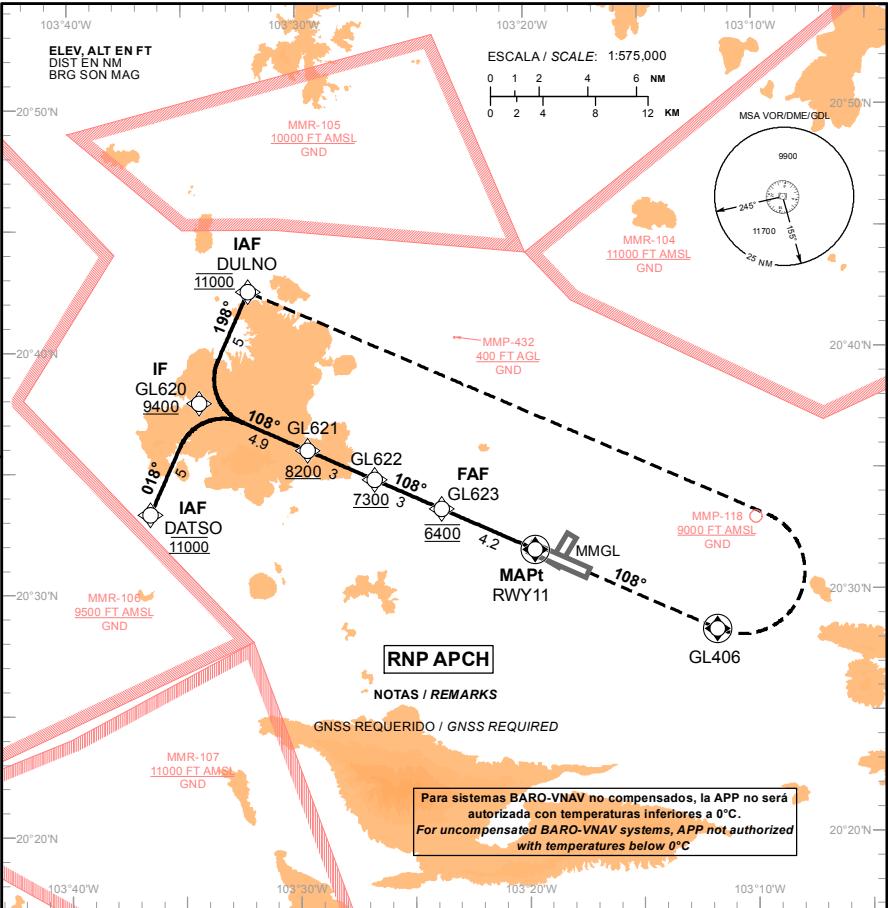 103°40'W
103°30'W
103°20'W
103°10'W
ELEV, ALT EN FT
DIST EN NM
BRG SON MAG
ESCALA / SCALE: 1:575,000
0 1 2 4 6 NM
0 2 4 8 12 KM
20°50'N
20°50'N
MSA VOR/DME/GDL
9900
245°
11700
155°
25 NM
MMR-105
10000 FT AMSL
GND
MMR-104
11000 FT AMSL
GND
IAF
DULNO
11000
198°
5
MMP-432
400 FT AGL
GND
20°40'N
20°40'N
IF
GL620
9400
108°
4.9
GL621
8200
3
GL622
7300
108°
3
FAF
GL623
6400
4.2
018°
5
IAF
DATSO
11000
MMP-118
9000 FT AMSL
GND
MMGL
MAPt
RWY11
108°
GL406
20°30'N
20°30'N
MMR-106
9500 FT AMSL
GND
RNP APCH
NOTAS / REMARKS
GNSS REQUERIDO / GNSS REQUIRED
MMR-107
11000 FT AMSL
GND
Para sistemas BARO-VNAV no compensados, la APP no será
autorizada con temperaturas inferiores a 0°C.
For uncompensated BARO-VNAV systems, APP not authorized
with temperatures below 0°C
20°20'N
20°20'N
103°40'W
103°30'W
103°20'W
103°10'W